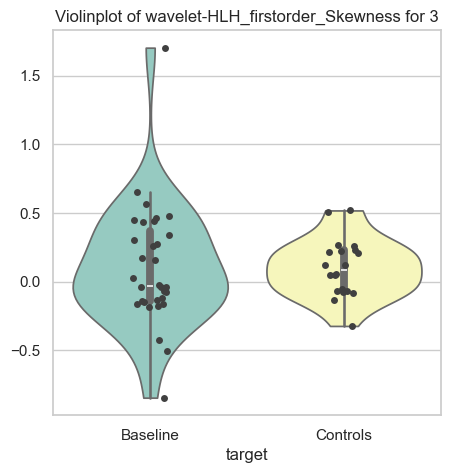 Violinplot of wavelet-HLH_firstorder_Skewness for 3
1.5
1.0
0.5
0.0
−0.5
Baseline
Controls
target